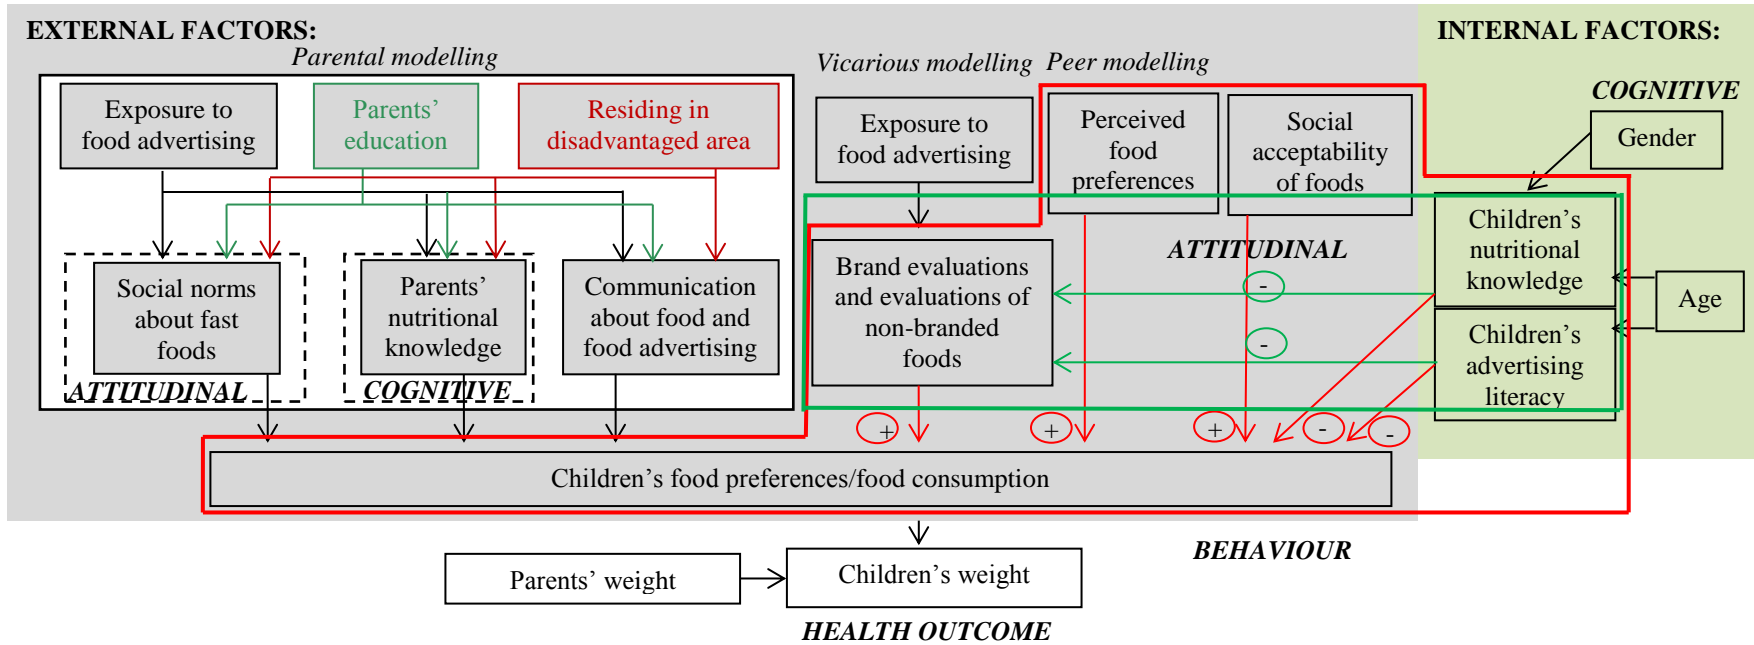 EXTERNAL FACTORS:
INTERNAL FACTORS:
Parental modelling
Vicarious modelling
Peer modelling
COGNITIVE
Exposure to
food advertising
Parents’
education
Residing in
disadvantaged area
Exposure to
food advertising
Perceived
food
preferences
Social
acceptability
of foods
Gender
Children’s
nutritional
knowledge
Age
Children’s
advertising
literacy
ATTITUDINAL
-
-
Social norms
about fast
foods
ATTITUDINAL
Parents’
nutritional
knowledge
COGNITIVE
Communication
about food and
food advertising
Brand evaluations
and evaluations of
non-branded
foods
+
+
+
-
-
Children’s food preferences/food consumption
BEHAVIOUR
Parents’ weight
Children’s weight
HEALTH OUTCOME